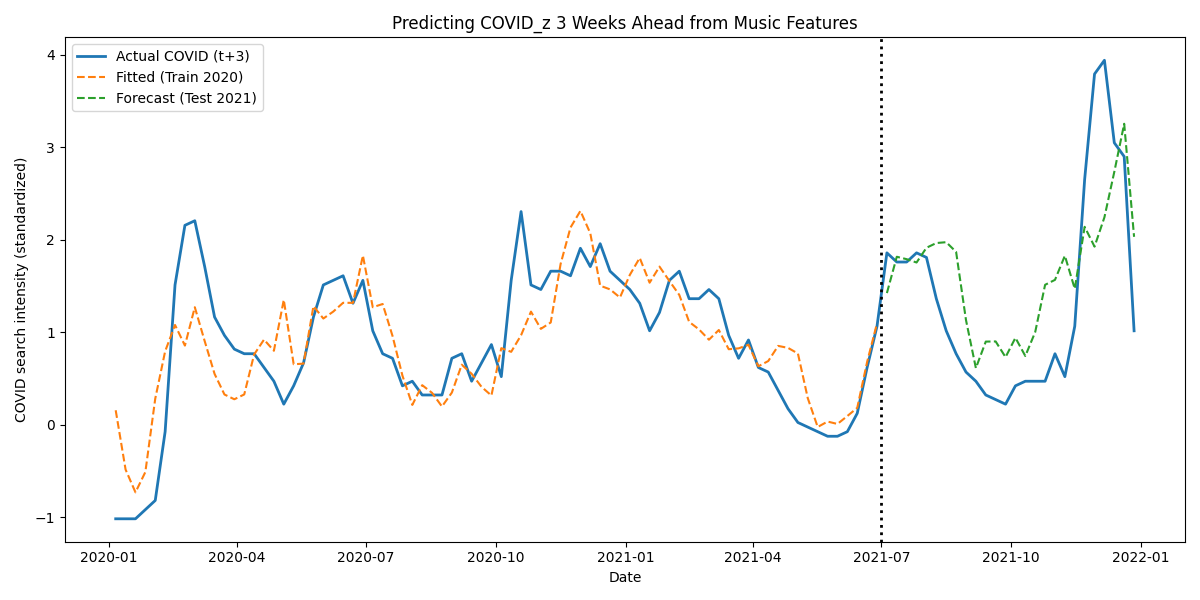 Predicting COVID_z 3 Weeks Ahead from Music Features
Actual COVID (t+3)
Fitted (Train 2020)
Forecast (Test 2021)
COVID search intensity (standardized)
4
3
2
1
0
−1
2020-01 2020-04 2020-07 2020-10 2021-01 2021-04 2021-07 2021-10 2022-01
Date